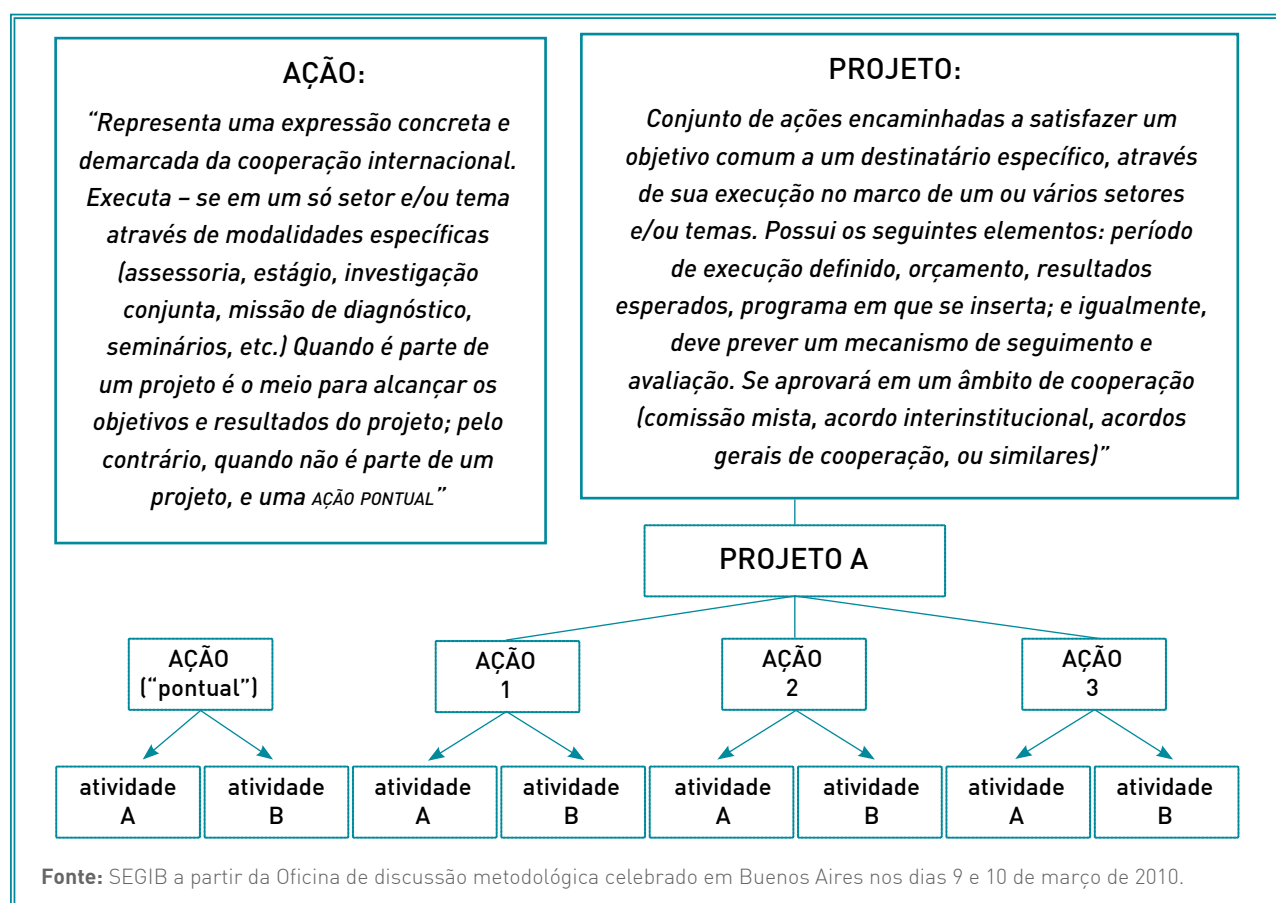 AÇÃO:
“Representa uma expressão concreta e
demarcada da cooperação internacional.
Executa – se em um só setor e/ou tema
através de modalidades específicas
(assessoria, estágio, investigação
conjunta, missão de diagnóstico,
seminários, etc.) Quando é parte de
um projeto é o meio para alcançar os
objetivos e resultados do projeto; pelo
contrário, quando não é parte de um
projeto, e uma AÇÃO PONTUAL”
PROJETO:
Conjunto de ações encaminhadas a satisfazer um
objetivo comum a um destinatário específico, através
de sua execução no marco de um ou vários setores
e/ou temas. Possui os seguintes elementos: período
de execução definido, orçamento, resultados
esperados, programa em que se inserta; e igualmente,
deve prever um mecanismo de seguimento e
avaliação. Se aprovará em um âmbito de cooperação
(comissão mista, acordo interinstitucional, acordos
gerais de cooperação, ou similares)”
PROJETO A
AÇÃO
(“pontual”)
AÇÃO
1
AÇÃO
2
AÇÃO
3
atividade
A
atividade
B
atividade
A
atividade
B
atividade
A
atividade
B
atividade
A
atividade
B
Fonte: SEGIB a partir da Oficina de discussão metodológica celebrado em Buenos Aires nos dias 9 e 10 de março de 2010.